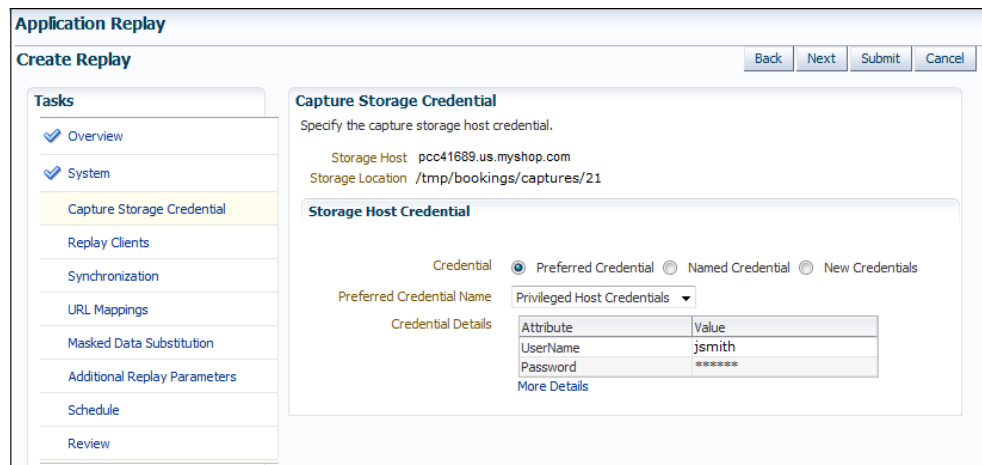 Application Replay
Create Replay
Back Next Submit Cancel
Tasks
Overview
System
Capture Storage Credential
Replay Clients
Synchronization
URL Mappings
Masked Data Substitution
Additional Replay Parameters
Schedule
Review
Capture Storage Credential
Specify the capture storage host credential.
Storage Host pcc41689.us.myshop.com
Storage Location /tmp/bookings/captures/21
Storage Host Credential
Credential Preferred Credential Named Credential New Credentials
Preferred Credential Name Privileged Host Credentials
Credential Details
Attribute Value
UserName jsmith
Password ******
More Details